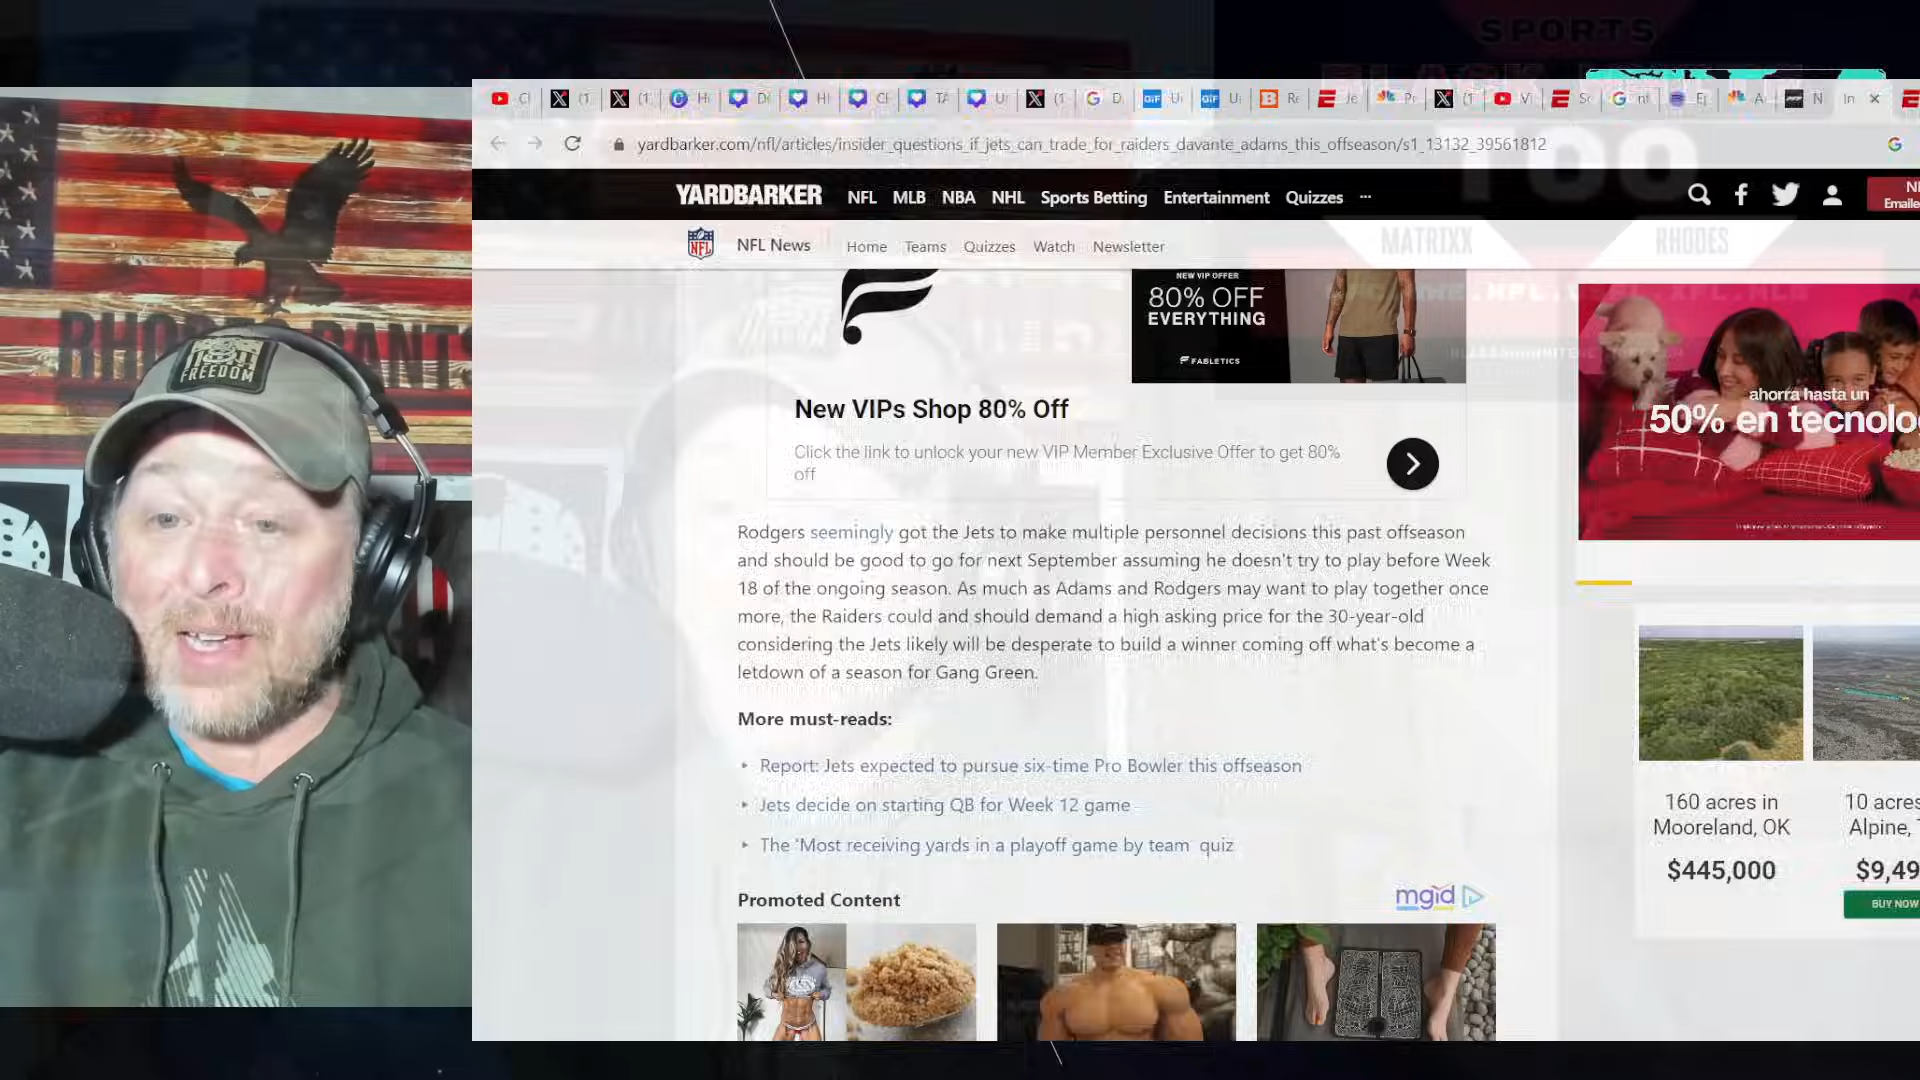 SPORTS
yardbarker.com/nfl/articles/insider_questions_if_jets_can_trade_for_raiders_davante_adams_this_offseason/s1_13132_39561812
TOO
YARDBARKER NFL MLB NBA NHL Sports Betting Entertainment Quizzes ...
Emailed
NFL News Home Teams Quizzes Watch Newsletter
MATRIXX RHODES
NEW VIP OFFER
80% OFF
EVERYTHING
FABLETICS
New VIPs Shop 80% Off
Click the link to unlock your new VIP Member Exclusive Offer to get 80%
off
ahorra hasta un
50% en tecnolo
FREEDOM
Rodgers seemingly got the Jets to make multiple personnel decisions this past offseason
and should be good to go for next September assuming he doesn't try to play before Week
18 of the ongoing season. As much as Adams and Rodgers may want to play together once
more, the Raiders could and should demand a high asking price for the 30-year-old
considering the Jets likely will be desperate to build a winner coming off what's become a
letdown of a season for Gang Green.
More must-reads:
Report: Jets expected to pursue six-time Pro Bowler this offseason
Jets decide on starting QB for Week 12 game
The 'Most receiving yards in a playoff game by team' quiz
160 acres in
Mooreland, OK
$445,000
10 acres
Alpine,
$9,49
BUY NOW
Promoted Content
mgid